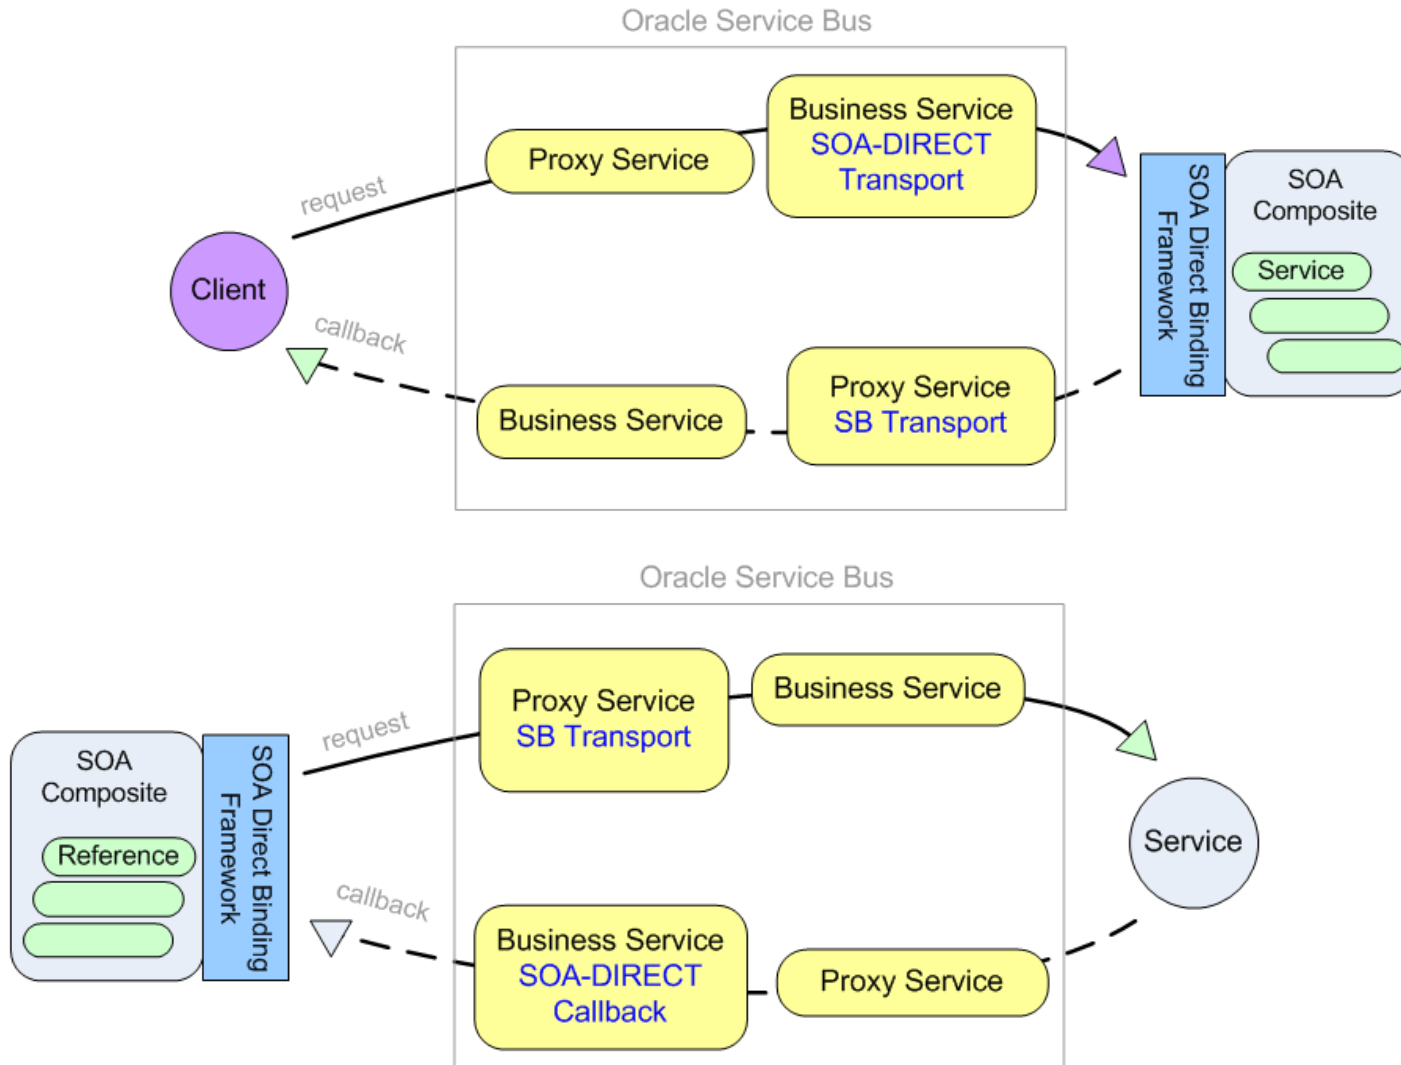 Oracle Service Bus
Business Service
SOA-DIRECT
Transport
Proxy Service
request
SOA Direct Binding
Framework
SOA
Composite
Service
Client
callback
Business Service
Proxy Service
SB Transport
Oracle Service Bus
Proxy Service
SB Transport
Business Service
request
SOA
Composite
Reference
SOA Direct Binding
Framework
Service
callback
Business Service
SOA-DIRECT
Callback
Proxy Service